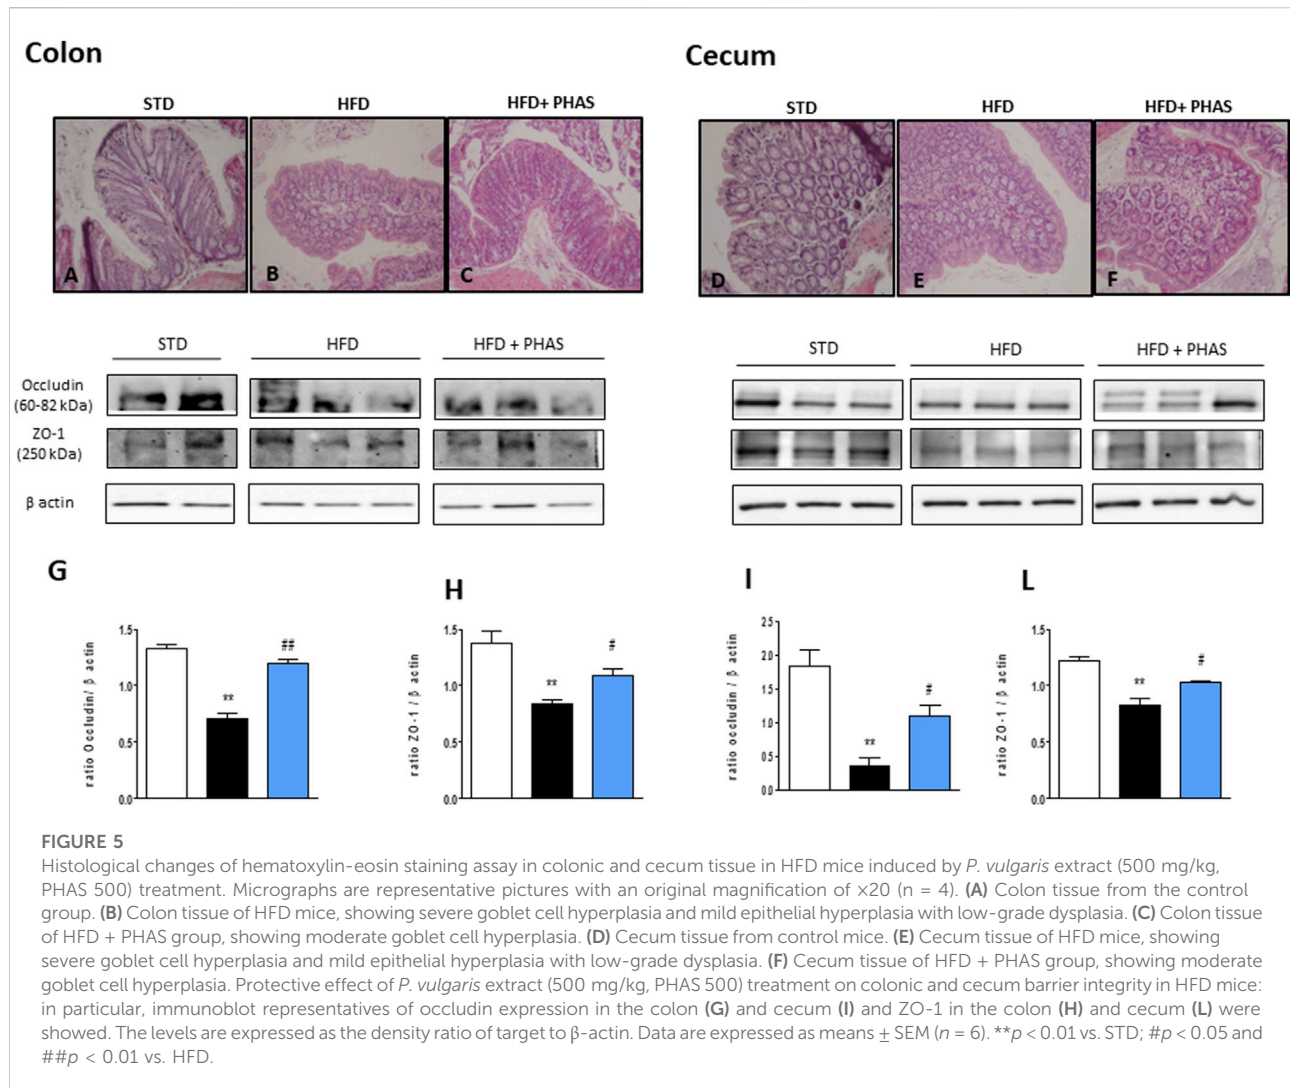 Colon
Cecum
STD
HFD
HFD+ PHAS
STD
HFD
HFD+ PHAS
A
B
C
D
E
F
STD
HFD
HFD + PHAS
STD
HFD
HFD + PHAS
Occludin
(60-82 kDa)
ZO-1
(250 kDa)
β actin
G
H
I
L
ratio Occludin/ β actin
1.5
1.0
0.5
0.0
**
##
ratio ZO-1/ β actin
1.5
1.0
0.5
0.0
**
#
ratio occludin / β actin
2.5
2.0
1.5
1.0
0.5
0.0
**
#
ratio ZO-1/ β actin
1.5
1.0
0.5
0.0
**
#
FIGURE 5
Histological changes of hematoxylin-eosin staining assay in colonic and cecum tissue in HFD mice induced by P. vulgaris extract (500 mg/kg,
PHAS 500) treatment. Micrographs are representative pictures with an original magnification of ×20 (n = 4). (A) Colon tissue from the control
group. (B) Colon tissue of HFD mice, showing severe goblet cell hyperplasia and mild epithelial hyperplasia with low-grade dysplasia. (C) Colon tissue
of HFD + PHAS group, showing moderate goblet cell hyperplasia. (D) Cecum tissue from control mice. (E) Cecum tissue of HFD mice, showing
severe goblet cell hyperplasia and mild epithelial hyperplasia with low-grade dysplasia. (F) Cecum tissue of HFD + PHAS group, showing moderate
goblet cell hyperplasia. Protective effect of P. vulgaris extract (500 mg/kg, PHAS 500) treatment on colonic and cecum barrier integrity in HFD mice:
in particular, immunoblot representatives of occludin expression in the colon (G) and cecum (I) and ZO-1 in the colon (H) and cecum (L) were
showed. The levels are expressed as the density ratio of target to β-actin. Data are expressed as means ± SEM (n = 6). **p < 0.01 vs. STD; #p < 0.05 and
##p < 0.01 vs. HFD.